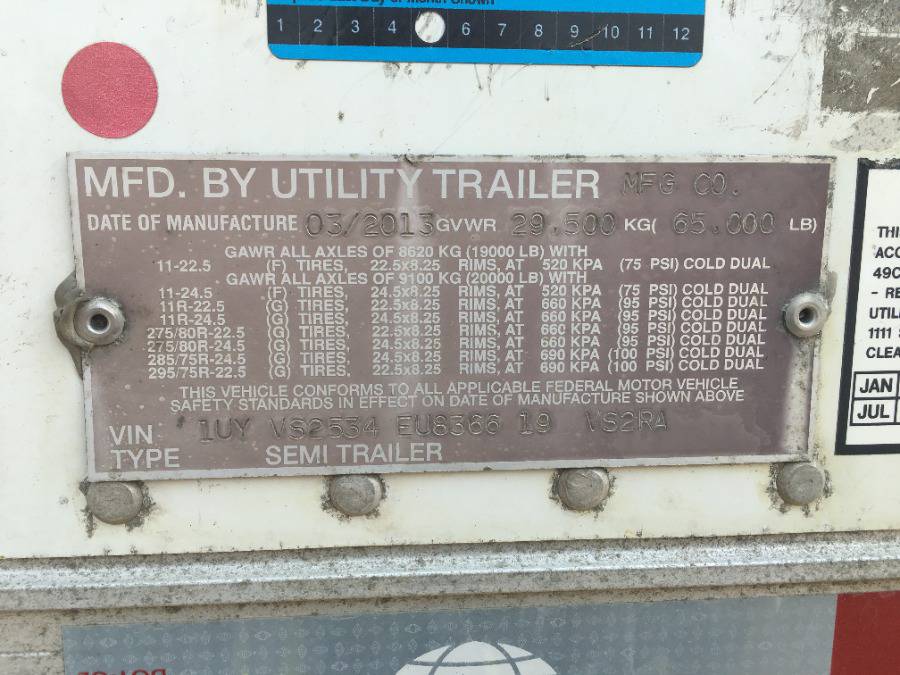 of Month Shown
1 2 3 4 6 7 8 9 10 11 12
MFD. BY UTILITY TRAILER MFG CO.
DATE OF MANUFACTURE 03/2013 GVWR 29.500 KG( 65.000 LB)
GAWR ALL AXLES OF 8620 KG (19000 LB) WITH
11-22.5 (F) TIRES, 22.5x8.25 RIMS, AT 520 KPA (75 PSI) COLD DUAL
GAWR ALL AXLES OF 9100 KG (20000 LB) WITH
11-24.5 (F) TIRES, 24.5x8.25 RIMS, AT 520 KPA (75 PSI) COLD DUAL
11R-22.5 (G) TIRES, 22.5x8.25 RIMS, AT 660 KPA (95 PSI) COLD DUAL
11R-24.5 (G) TIRES, 24.5x8.25 RIMS, AT 660 KPA (95 PSI) COLD DUAL
275/80R-22.5 (G) TIRES, 22.5x8.25 RIMS, AT 660 KPA (95 PSI) COLD DUAL
275/80R-24.5 (G) TIRES, 24.5x8.25 RIMS, AT 660 KPA (95 PSI) COLD DUAL
285/75R-24.5 (G) TIRES, 24.5x8.25 RIMS, AT 690 KPA (100 PSI) COLD DUAL
295/75R-22.5 (G) TIRES, 22.5x8.25 RIMS, AT 690 KPA (100 PSI) COLD DUAL
THIS VEHICLE CONFORMS TO ALL APPLICABLE FEDERAL MOTOR VEHICLE
SAFETY STANDARDS IN EFFECT ON DATE OF MANUFACTURE SHOWN ABOVE
VIN 1UY VS2534 EU8366 19 VS2RA
TYPE SEMI TRAILER
THI
ACC
49C
- RE
UTIL
1111
CLEA
JAN
JUL